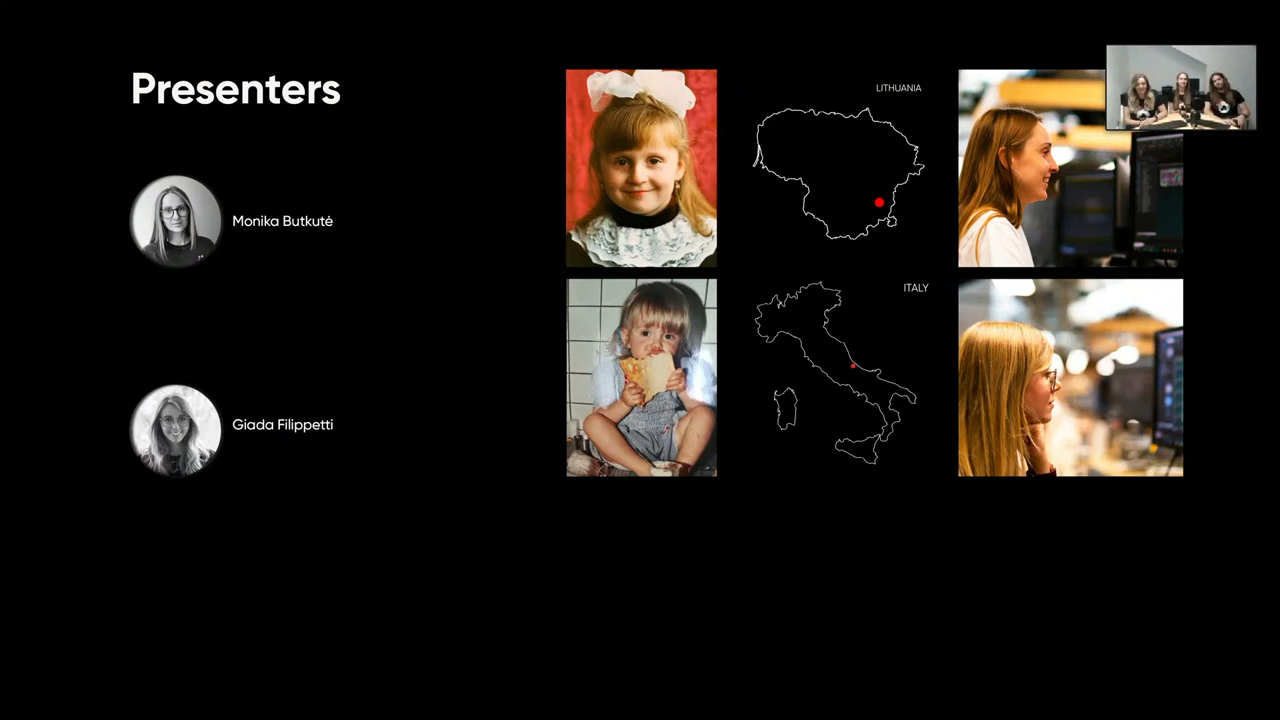 Presenters
LITHUANIA
Monika Butkutė
ITALY
Giada Filippetti